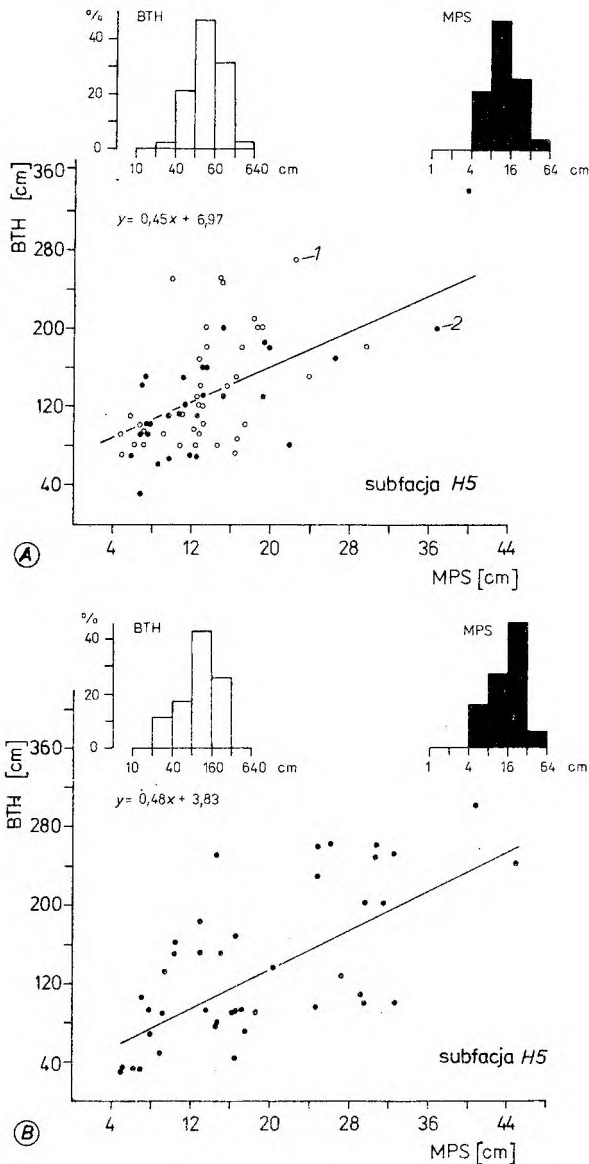 % BTH MPS
40
20
0
10 40 60 640 cm
1 4 16 64 cm
BTH [cm]
360
280
200
120
40
y = 0,45x + 6,97
1
2
subfacja H5
A
4 12 20 28 36 44
MPS [cm]
% BTH MPS
40
20
0
10 40 160 640 cm
1 4 16 54 cm
BTH [cm]
360
280
200
120
40
y = 0,48x + 3,83
subfacja H5
B
4 12 20 28 36 44
MPS [cm]